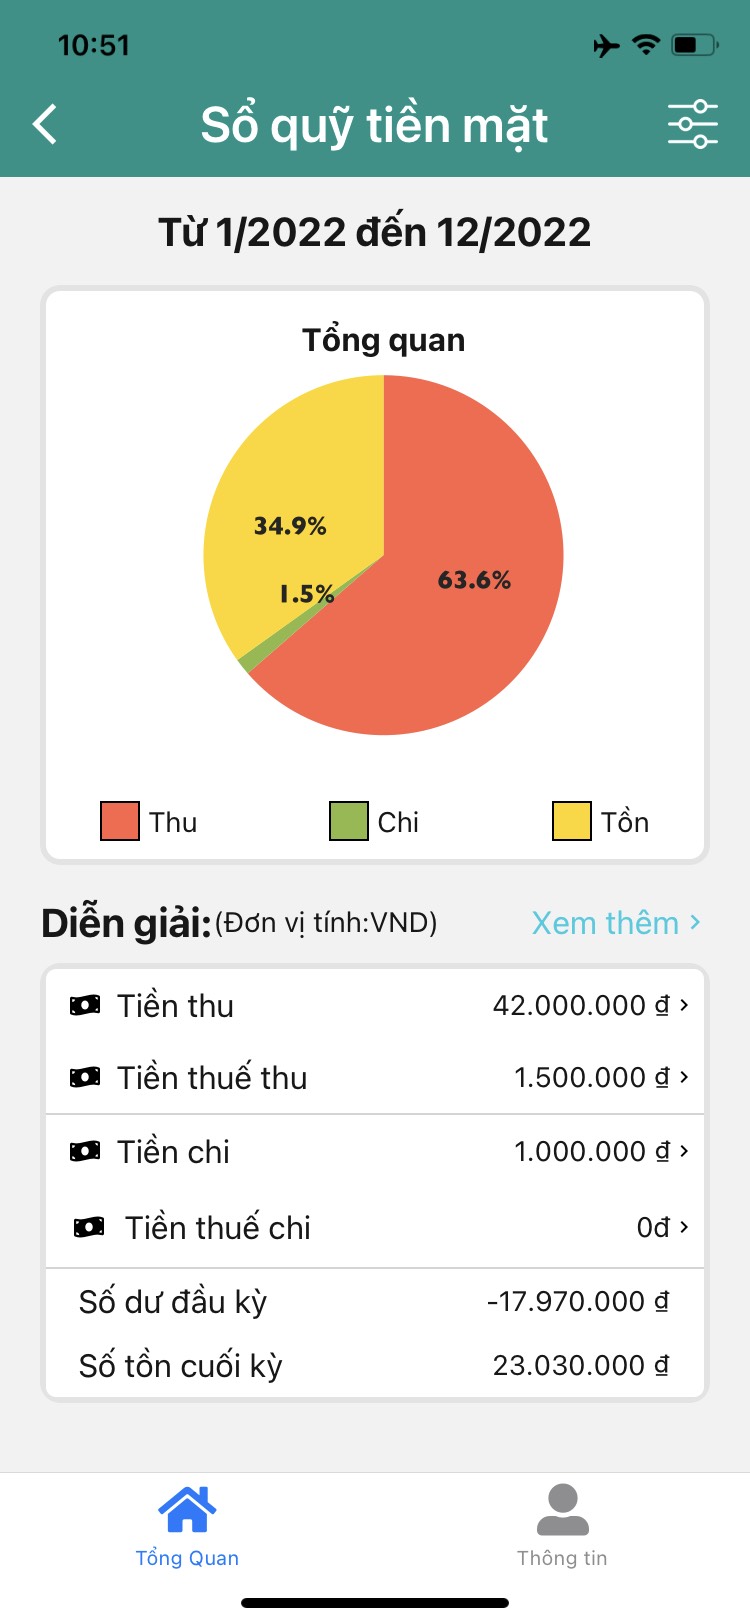 10:51
Sổ quỹ tiền mặt
Từ 1/2022 đến 12/2022
Tổng quan
34.9%
63.6%
1.5%
Thu Chi Tồn
Diễn giải:(Đơn vị tính:VND) Xem thêm
Tiền thu 42.000.000 ₫
Tiền thuế thu 1.500.000 ₫
Tiền chi 1.000.000 ₫
Tiền thuế chi 0đ
Số dư đầu kỳ -17.970.000 ₫
Số tồn cuối kỳ 23.030.000 ₫
Tổng Quan Thông tin